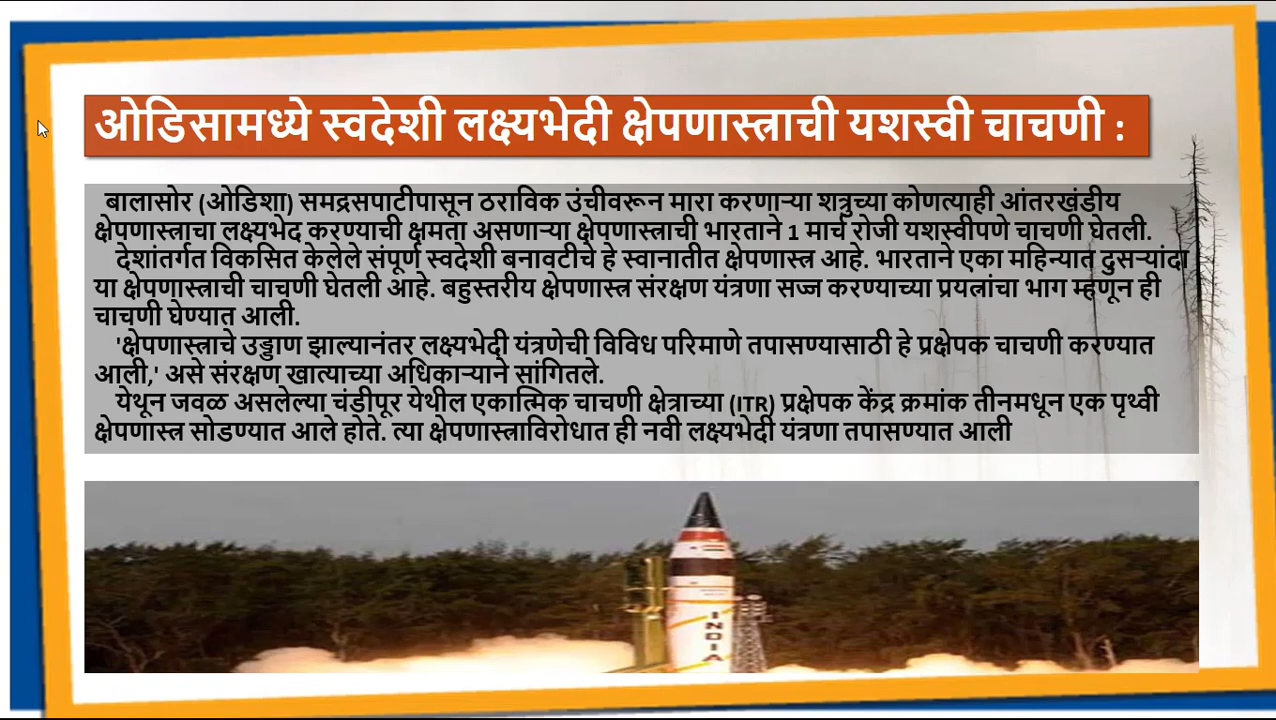 ओडिसामध्ये स्वदेशी लक्ष्यभेदी क्षेपणास्त्राची यशस्वी चाचणी :
बालासोर (ओडिशा) समद्रसपाटीपासून ठराविक उंचीवरून मारा करणाऱ्या शत्रुच्या कोणत्याही आंतरखंडीय
क्षेपणास्त्राचा लक्ष्यभेद करण्याची क्षमता असणाऱ्या क्षेपणास्त्राची भारताने 1 मार्च रोजी यशस्वीपणे चाचणी घेतली.
देशांतर्गत विकसित केलेले संपूर्ण स्वदेशी बनावटीचे हे स्वानातीत क्षेपणास्त्र आहे. भारताने एका महिन्यात दुसऱ्यांदा
या क्षेपणास्त्राची चाचणी घेतली आहे. बहुस्तरीय क्षेपणास्त्र संरक्षण यंत्रणा सज्ज करण्याच्या प्रयत्नांचा भाग म्हणून ही
चाचणी घेण्यात आली.
'क्षेपणास्त्राचे उड्डाण झाल्यानंतर लक्ष्यभेदी यंत्रणेची विविध परिमाणे तपासण्यासाठी हे प्रक्षेपक चाचणी करण्यात
आली,' असे संरक्षण खात्याच्या अधिकाऱ्याने सांगितले.
येथून जवळ असलेल्या चंडीपूर येथील एकात्मिक चाचणी क्षेत्राच्या (ITR) प्रक्षेपक केंद्र क्रमांक तीनमधून एक पृथ्वी
क्षेपणास्त्र सोडण्यात आले होते. त्या क्षेपणास्त्राविरोधात ही नवी लक्ष्यभेदी यंत्रणा तपासण्यात आली
INDIA